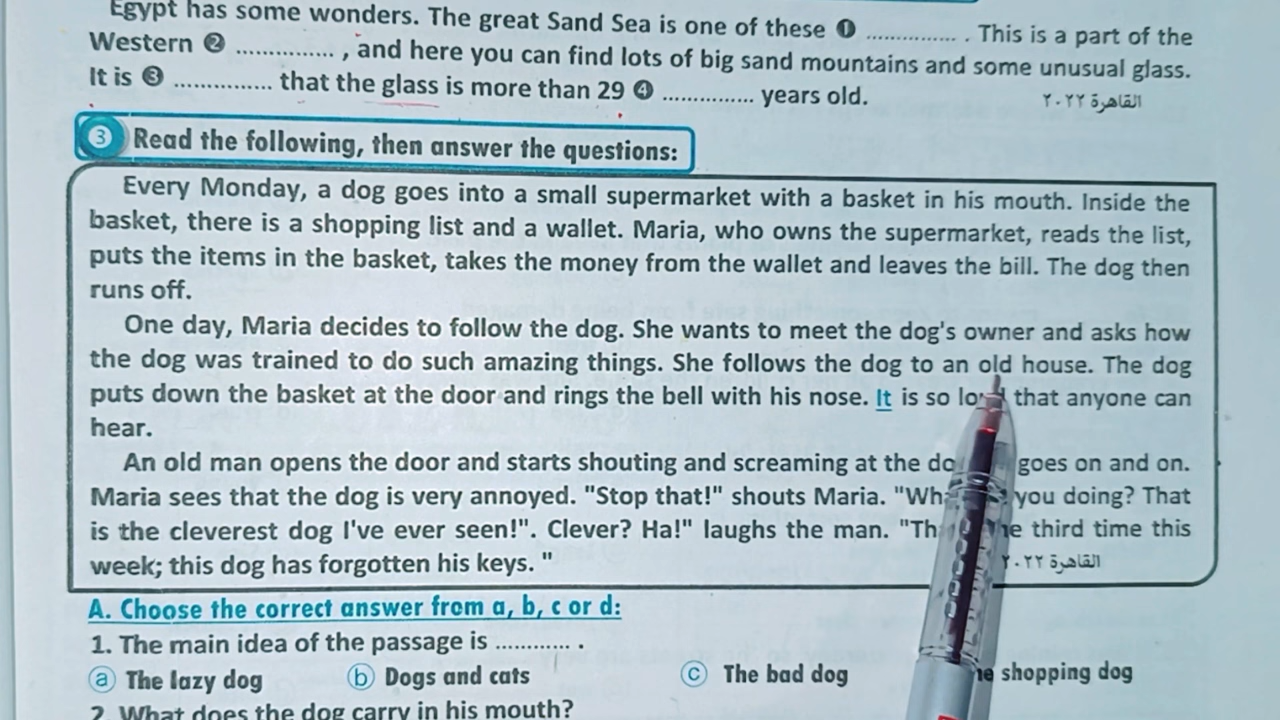 Egypt has some wonders. The great Sand Sea is one of these ❶ ............... . This is a part of the
Western ❷ ............... , and here you can find lots of big sand mountains and some unusual glass.
It is ❸ ............... that the glass is more than 29 ❹ .............. years old.
القاهرة ٢٠٢٢
3 Read the following, then answer the questions:
Every Monday, a dog goes into a small supermarket with a basket in his mouth. Inside the
basket, there is a shopping list and a wallet. Maria, who owns the supermarket, reads the list,
puts the items in the basket, takes the money from the wallet and leaves the bill. The dog then
runs off.
One day, Maria decides to follow the dog. She wants to meet the dog's owner and asks how
the dog was trained to do such amazing things. She follows the dog to an old house. The dog
puts down the basket at the door and rings the bell with his nose. It is so loud that anyone can
hear.
An old man opens the door and starts shouting and screaming at the goes on and on.
Maria sees that the dog is very annoyed. "Stop that!" shouts Maria. " you doing? That
is the cleverest dog I've ever seen!". Clever? Ha!" laughs the man. " third time this
week; this dog has forgotten his keys. "
القاهرة ٢٠٢٢
A. Choose the correct answer from a, b, c or d:
1. The main idea of the passage is ............ .
a The lazy dog b Dogs and cats c The bad dog shopping dog
2. What does the dog carry in his mouth?